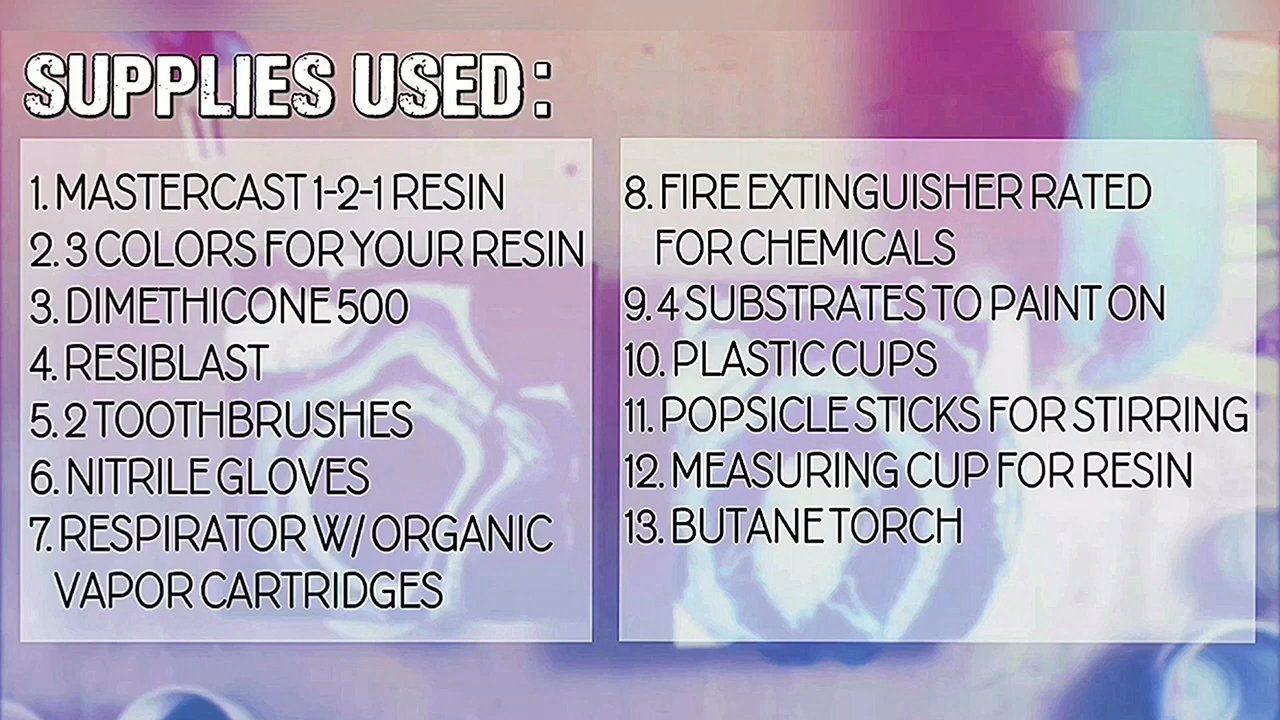 SUPPLIES USED:
1. MASTERCAST 1-2-1 RESIN
2. 3 COLORS FOR YOUR RESIN
3. DIMETHICONE 500
4. RESIBLAST
5. 2 TOOTHBRUSHES
6. NITRILE GLOVES
7. RESPIRATOR W/ ORGANIC
VAPOR CARTRIDGES
8. FIRE EXTINGUISHER RATED
FOR CHEMICALS
9. 4 SUBSTRATES TO PAINT ON
10. PLASTIC CUPS
11. POPSICLE STICKS FOR STIRRING
12. MEASURING CUP FOR RESIN
13. BUTANE TORCH